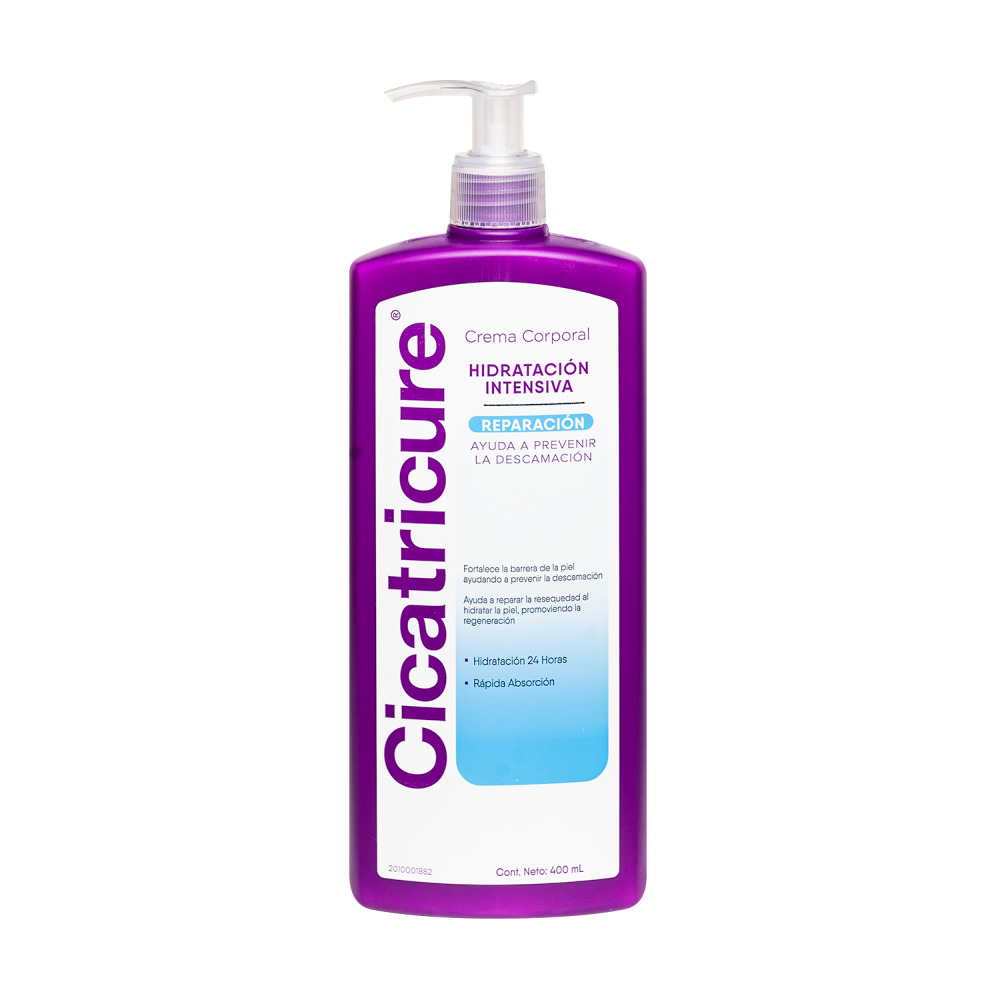 Cicatricure®
Crema Corporal
HIDRATACIÓN
INTENSIVA
REPARACIÓN
AYUDA A PREVENIR
LA DESCAMACIÓN
Fortalece la barrera de la piel
ayudando a prevenir la descamación
Ayuda a reparar la resequedad al
hidratar la piel, promoviendo la
regeneración
▪ Hidratación 24 Horas
▪ Rápida Absorción
2010001882
Cont. Neto: 400 mL